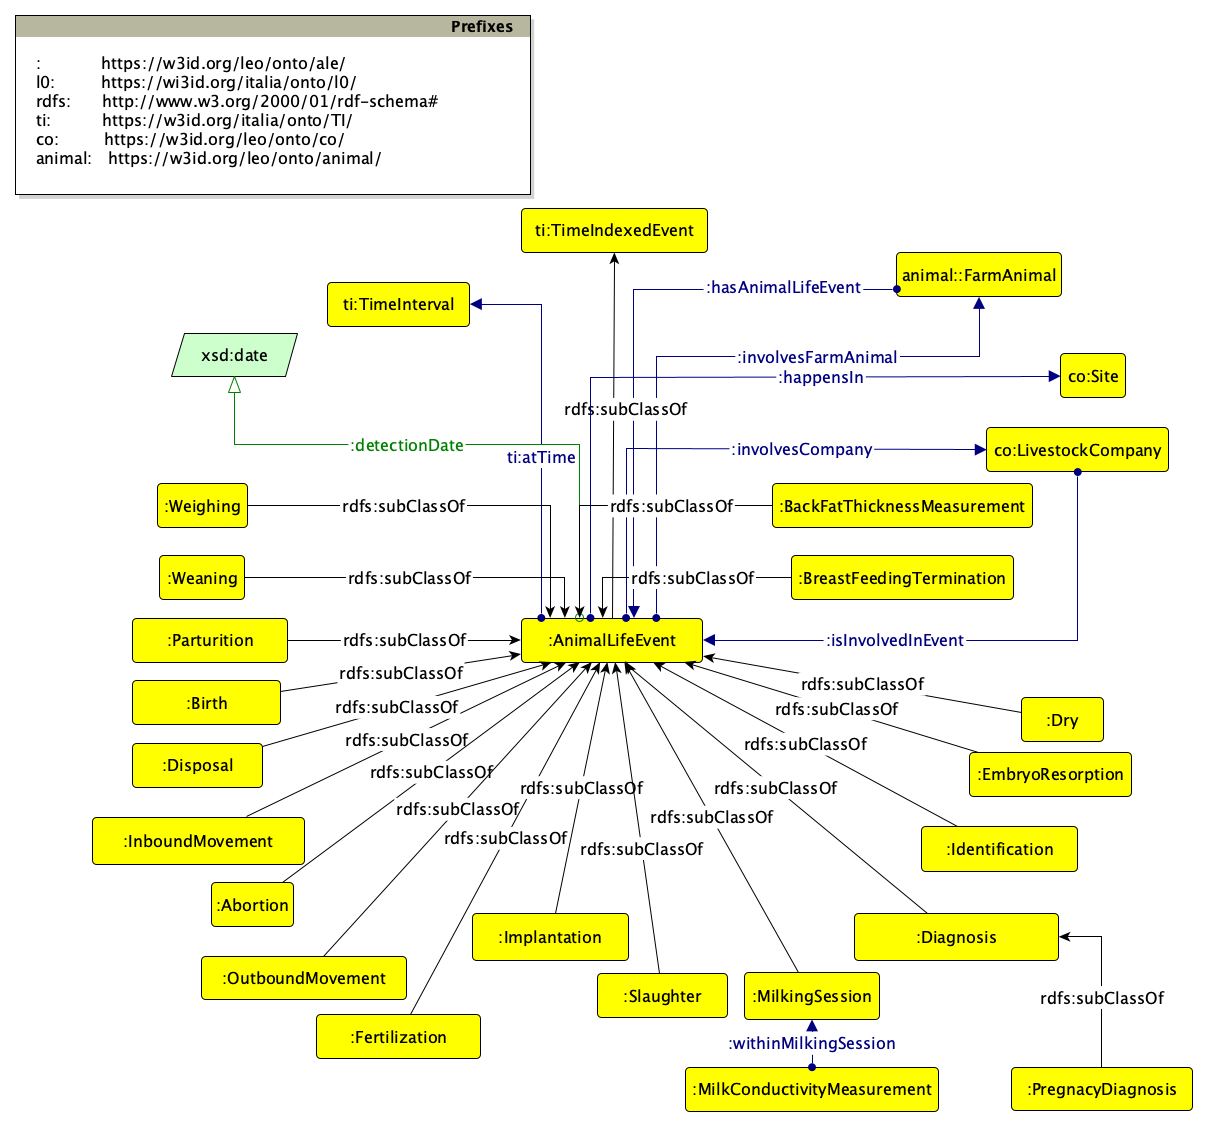 Prefixes
: https://w3id.org/leo/onto/ale/
l0: https://wi3id.org/italia/onto/l0/
rdfs: http://www.w3.org/2000/01/rdf-schema#
ti: https://w3id.org/italia/onto/TI/
co: https://w3id.org/leo/onto/co/
animal: https://w3id.org/leo/onto/animal/
ti:TimeIndexedEvent
animal::FarmAnimal
:hasAnimalLifeEvent
ti:TimeInterval
xsd:date
:involvesFarmAnimal
:happensIn
co:Site
rdfs:subClassOf
:detectionDate
ti:atTime
:involvesCompany
co:LivestockCompany
:Weighing
rdfs:subClassOf
rdfs:subClassOf
:BackFatThicknessMeasurement
:Weaning
rdfs:subClassOf
rdfs:subClassOf
:BreastFeedingTermination
:Parturition
rdfs:subClassOf
:AnimalLifeEvent
:isInvolvedInEvent
rdfs:subClassOf
:Birth
rdfs:subClassOf
rdfs:subClassOf
rdfs:subClassOf
:Dry
:Disposal
rdfs:subClassOf
rdfs:subClassOf
rdfs:subClassOf
:EmbryoResorption
rdfs:subClassOf
rdfs:subClassOf
rdfs:subClassOf
rdfs:subClassOf
:InboundMovement
rdfs:subClassOf
rdfs:subClassOf
:Identification
:Abortion
:Implantation
:Diagnosis
:OutboundMovement
:Slaughter
:MilkingSession
rdfs:subClassOf
:Fertilization
:withinMilkingSession
:MilkConductivityMeasurement
:PregnacyDiagnosis